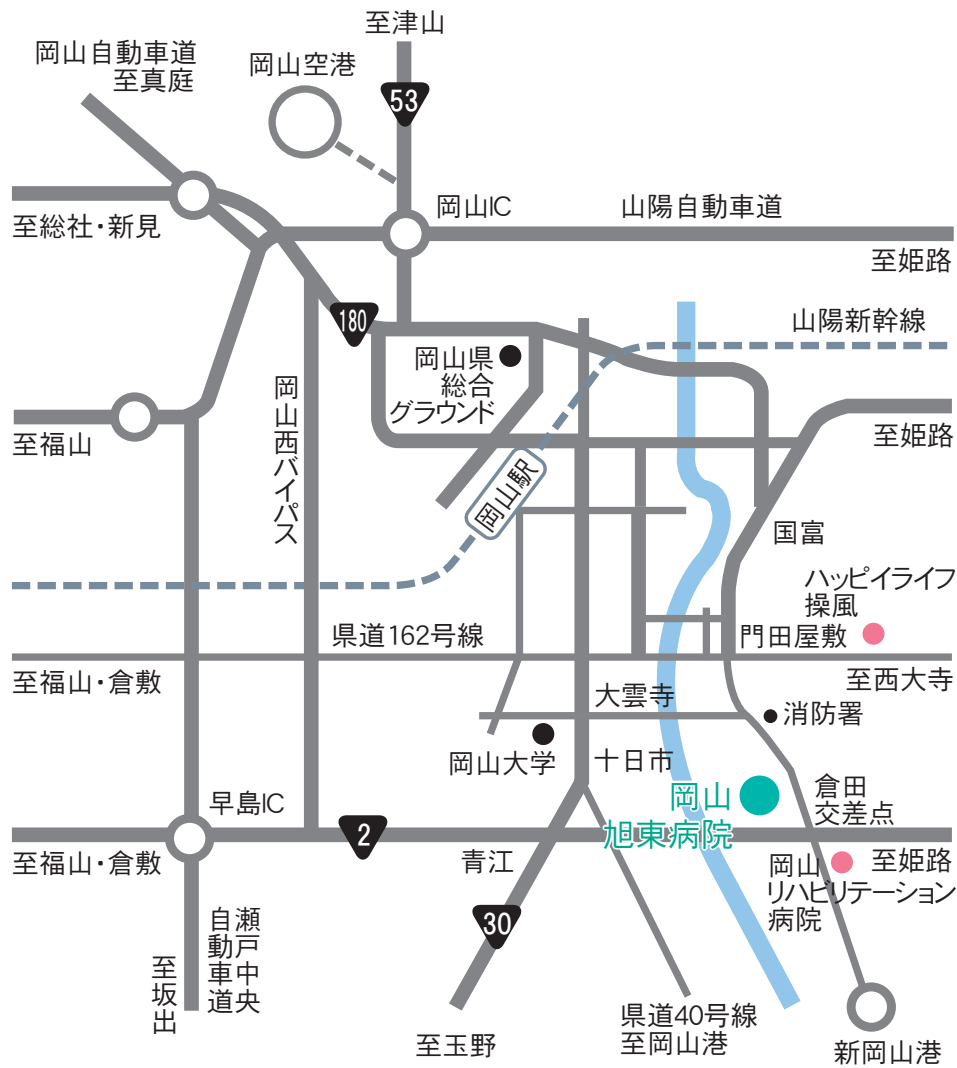 至津山
岡山自動車道
至真庭
岡山空港
53
至総社・新見
岡山IC
山陽自動車道
至姫路
180
山陽新幹線
岡山県
総合
グラウンド
岡山西バイパス
至福山
至姫路
岡山駅
国富
ハッピイライフ
操風
県道162号線
門田屋敷
至福山・倉敷
至西大寺
大雲寺
消防署
岡山大学
十日市
岡山
旭東病院
倉田
交差点
早島IC
2
至福山・倉敷
青江
岡山
リハビリテーション
病院
至姫路
30
瀬戸中央
自動車道
至坂出
県道40号線
至岡山港
至玉野
新岡山港